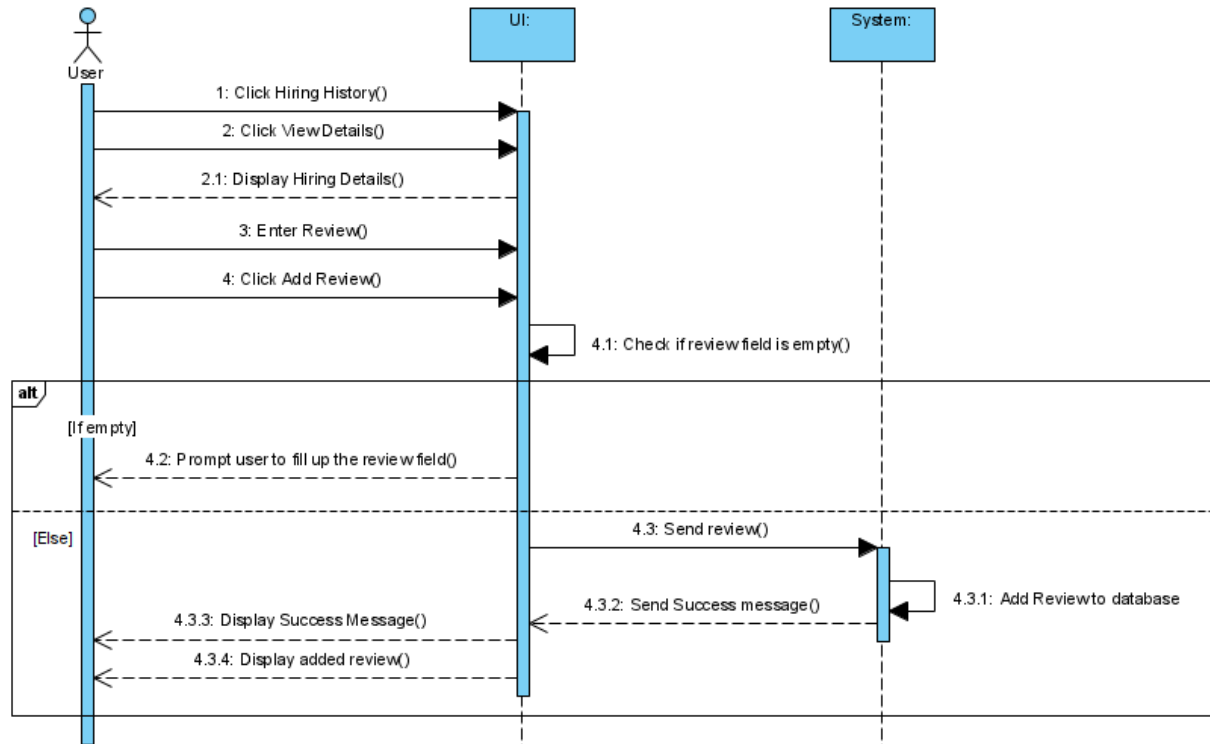 UI:
System:
User
1: Click Hiring History()
2: Click View Details()
2.1: Display Hiring Details()
3: Enter Review()
4: Click Add Review()
4.1: Check if review field is empty()
alt
[If empty]
4.2: Prompt user to fill up the review field()
[Else]
4.3: Send review()
4.3.1: Add Review to database
4.3.2: Send Success message()
4.3.3: Display Success Message()
4.3.4: Display added review()